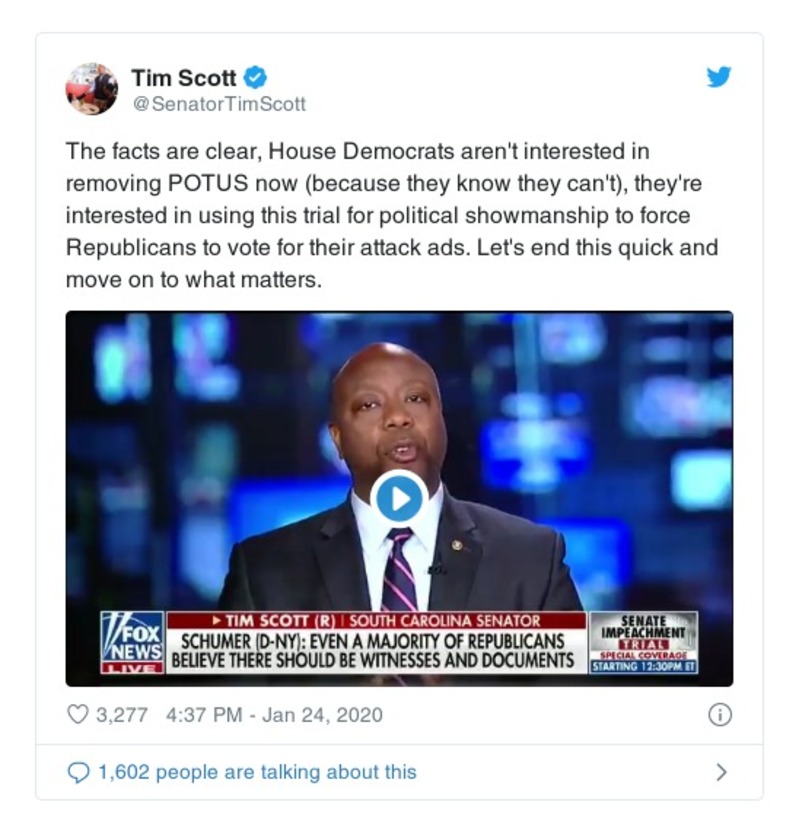 Tim Scott
@SenatorTimScott
The facts are clear, House Democrats aren't interested in
removing POTUS now (because they know they can't), they're
interested in using this trial for political showmanship to force
Republicans to vote for their attack ads. Let's end this quick and
move on to what matters.
TIM SCOTT (R) | SOUTH CAROLINA SENATOR
FOX
NEWS
LIVE
SCHUMER (D-NY): EVEN A MAJORITY OF REPUBLICANS
BELIEVE THERE SHOULD BE WITNESSES AND DOCUMENTS
SENATE
IMPEACHMENT
TRIAL
SPECIAL COVERAGE
STARTING 12:30PM ET
3,277 4:37 PM - Jan 24, 2020
1,602 people are talking about this